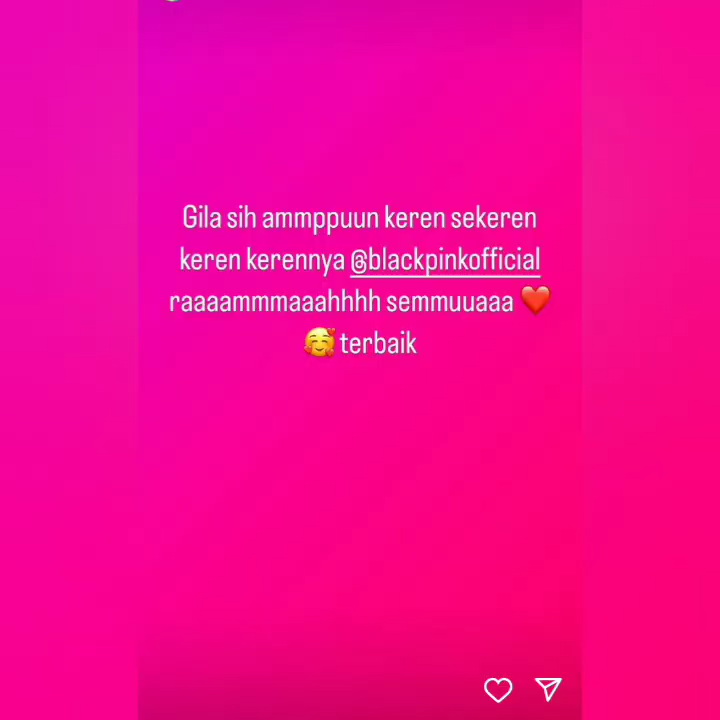 Gila sih ammppuun keren sekeren
keren kerennya @blackpinkofficial
raaaammmaaahhhh semmuuaaa ❤️
🥰 terbaik